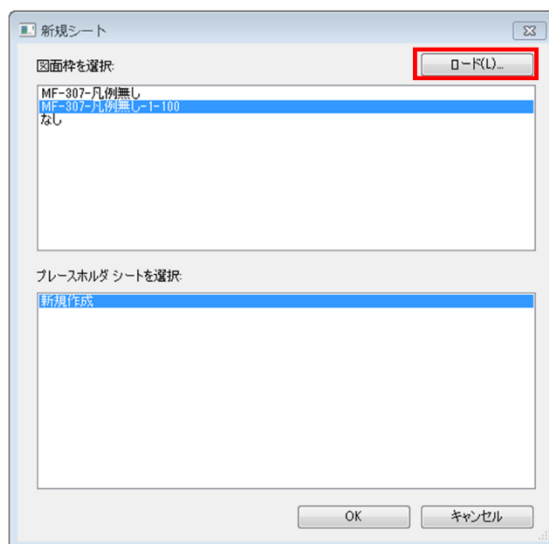 新規シート
図面枠を選択:
ロード(L)...
MF-307-凡例無し
MF-307-凡例無し-1-100
なし
プレースホルダ シートを選択:
新規作成
OK
キャンセル